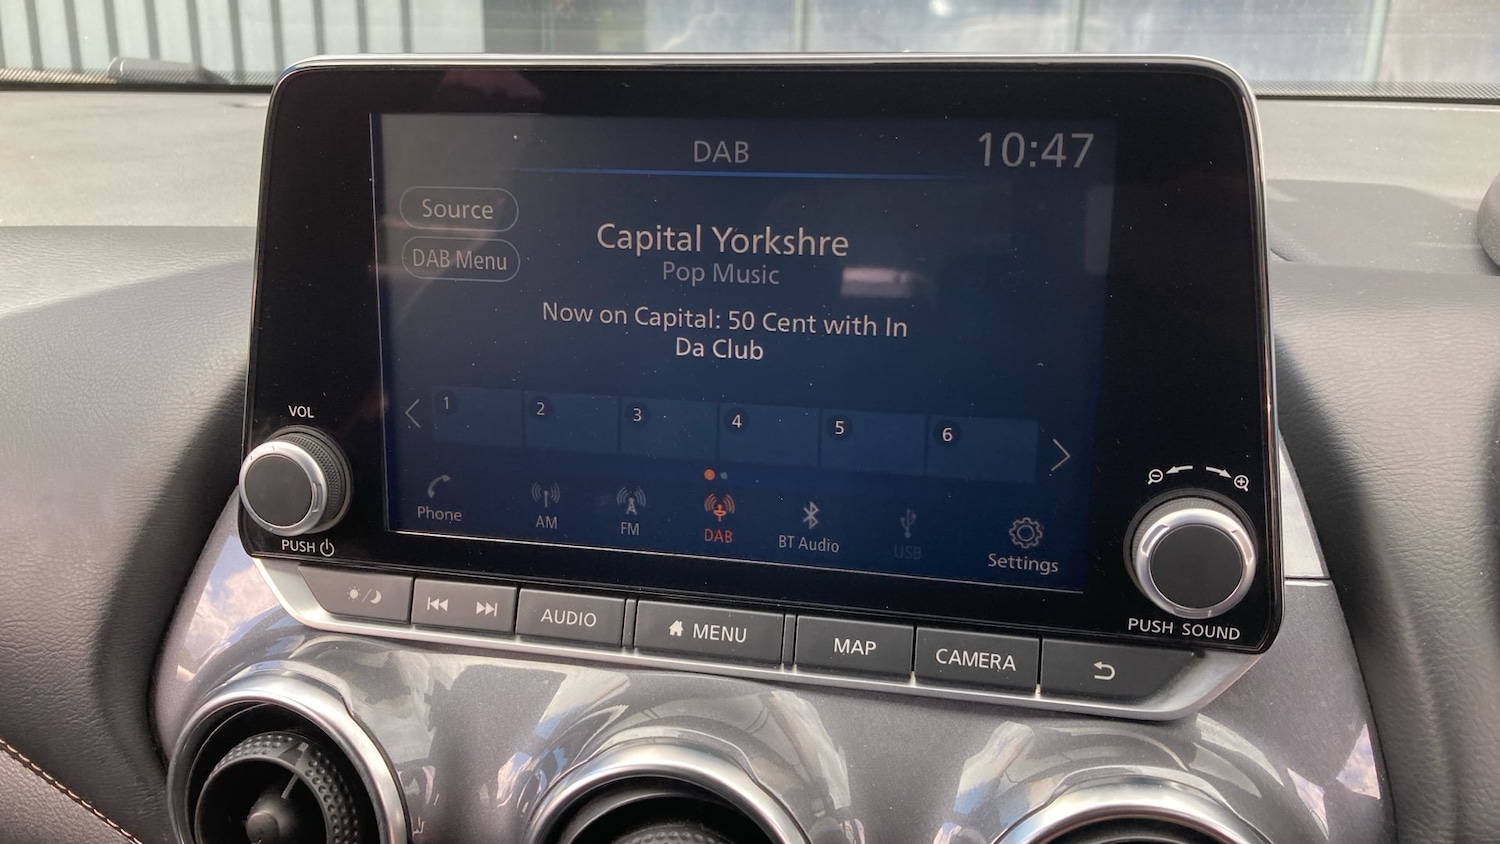 DAB
10:47
Source
DAB Menu
Capital Yorkshre
Pop Music
Now on Capital: 50 Cent with In
Da Club
1 2 3 4 5 6
Phone AM FM DAB BT Audio USB Settings
VOL
PUSH
PUSH SOUND
AUDIO MENU MAP CAMERA